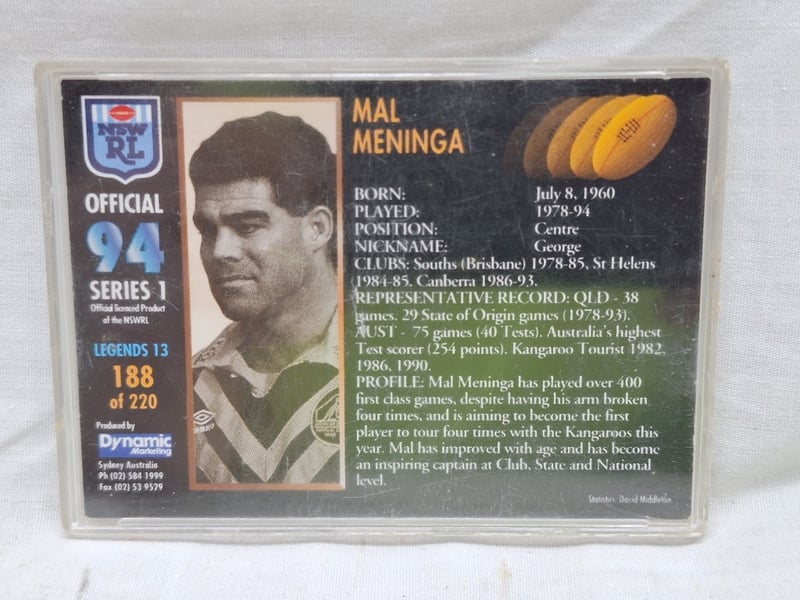 NSW
RL
OFFICIAL
94
SERIES 1
Official licenced Product
of the NSWRL
LEGENDS 13
188
of 220
Produced by
Dynamic
Marketing
Sydney Australia
Ph (02) 584 1999
Fax (02) 53 9529
UMBRO
MAL
MENINGA
BORN: July 8, 1960
PLAYED: 1978-94
POSITION: Centre
NICKNAME: George
CLUBS: Souths (Brisbane) 1978-85, St Helens
1984-85. Canberra 1986-93.
REPRESENTATIVE RECORD: QLD - 38
games. 29 State of Origin games (1978-93).
AUST - 75 games (40 Tests). Australia's highest
Test scorer (254 points). Kangaroo Tourist 1982,
1986, 1990.
PROFILE: Mal Meninga has played over 400
first class games, despite having his arm broken
four times, and is aiming to become the first
player to tour four times with the Kangaroos this
year. Mal has improved with age and has become
an inspiring captain at Club, State and National
level.
Statistics David Middleton